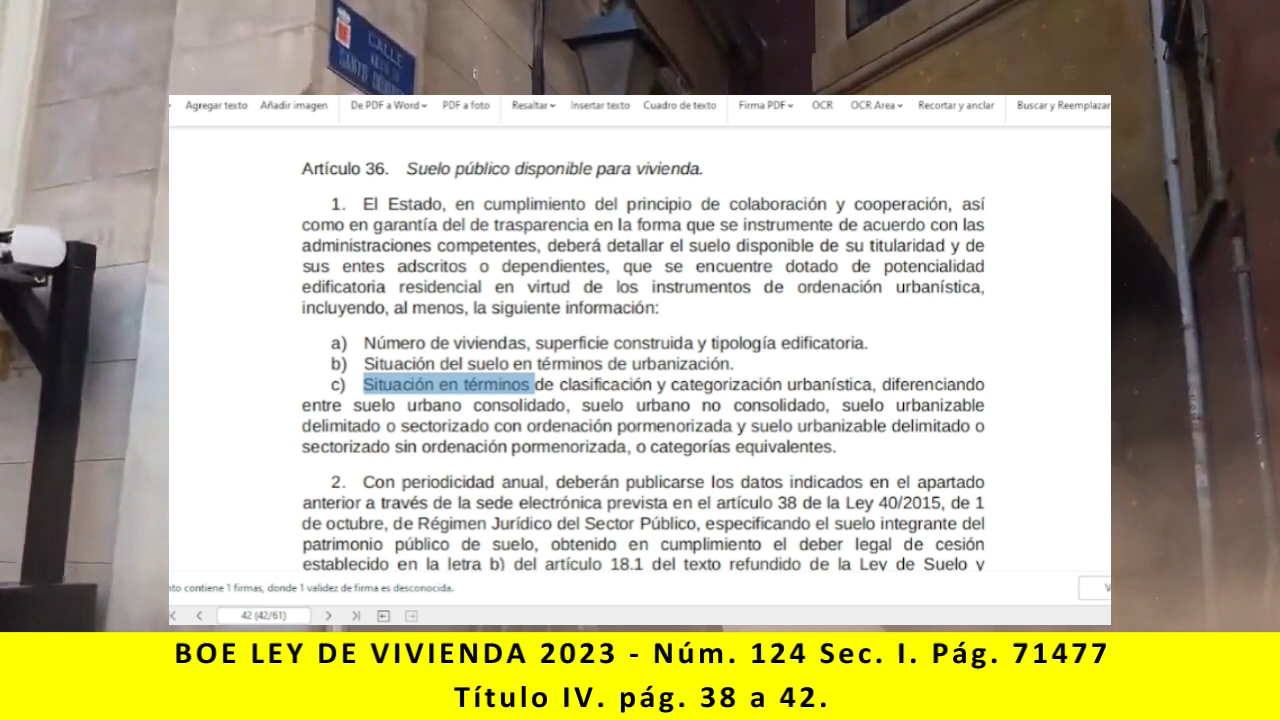 CALLE
Agregar texto Añadir imagen De PDF a Word PDF a foto Resaltar Insertar texto Cuadro de texto Firma PDF OCR OCR Area Recortar y anclar Buscar y Reemplazar
Artículo 36. Suelo público disponible para vivienda.
1. El Estado, en cumplimiento del principio de colaboración y cooperación, así
como en garantía del de trasparencia en la forma que se instrumente de acuerdo con las
administraciones competentes, deberá detallar el suelo disponible de su titularidad y de
sus entes adscritos o dependientes, que se encuentre dotado de potencialidad
edificatoria residencial en virtud de los instrumentos de ordenación urbanística,
incluyendo, al menos, la siguiente información:
a) Número de viviendas, superficie construida y tipología edificatoria.
b) Situación del suelo en términos de urbanización.
c) Situación en términos de clasificación y categorización urbanística, diferenciando
entre suelo urbano consolidado, suelo urbano no consolidado, suelo urbanizable
delimitado o sectorizado con ordenación pormenorizada y suelo urbanizable delimitado o
sectorizado sin ordenación pormenorizada, o categorías equivalentes.
2. Con periodicidad anual, deberán publicarse los datos indicados en el apartado
anterior a través de la sede electrónica prevista en el artículo 38 de la Ley 40/2015, de 1
de octubre, de Régimen Jurídico del Sector Público, especificando el suelo integrante del
patrimonio público de suelo, obtenido en cumplimiento el deber legal de cesión
establecido en la letra b) del artículo 18.1 del texto refundido de la Ley de Suelo y
nto contiene 1 firmas, donde 1 validez de firma es desconocida.
42 (42/61)
BOE LEY DE VIVIENDA 2023 - Núm. 124 Sec. I. Pág. 71477
Título IV. pág. 38 a 42.